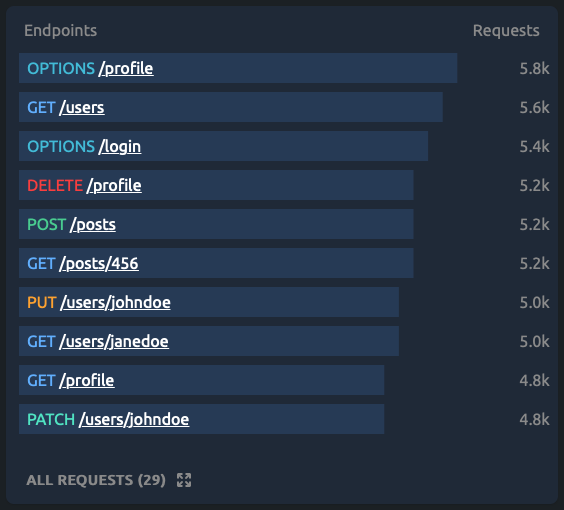 Endpoints Requests
OPTIONS /profile 5.8k
GET /users 5.6k
OPTIONS /login 5.4k
DELETE /profile 5.2k
POST /posts 5.2k
GET /posts/456 5.2k
PUT /users/johndoe 5.0k
GET /users/janedoe 5.0k
GET /profile 4.8k
PATCH /users/johndoe 4.8k
ALL REQUESTS (29)